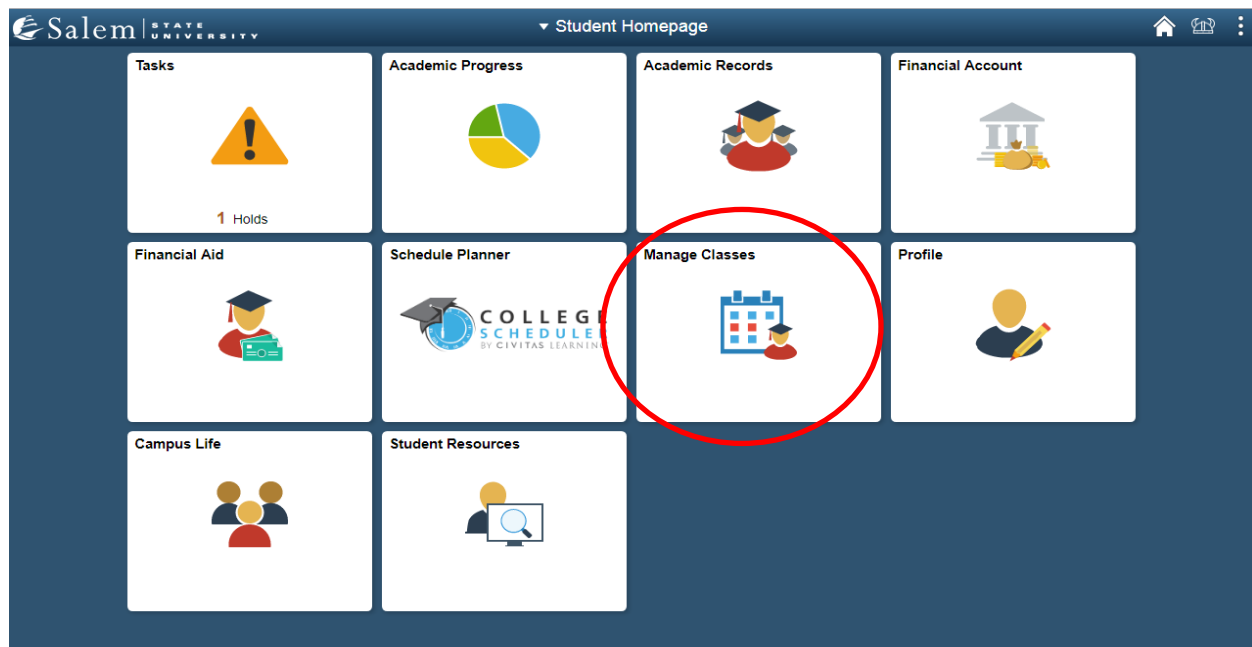 Salem STATE UNIVERSITY
Student Homepage
Tasks
Academic Progress
Academic Records
Financial Account
1 Holds
Financial Aid
Schedule Planner
Manage Classes
Profile
COLLEGE
SCHEDULER
BY CIVITAS LEARNING
Campus Life
Student Resources